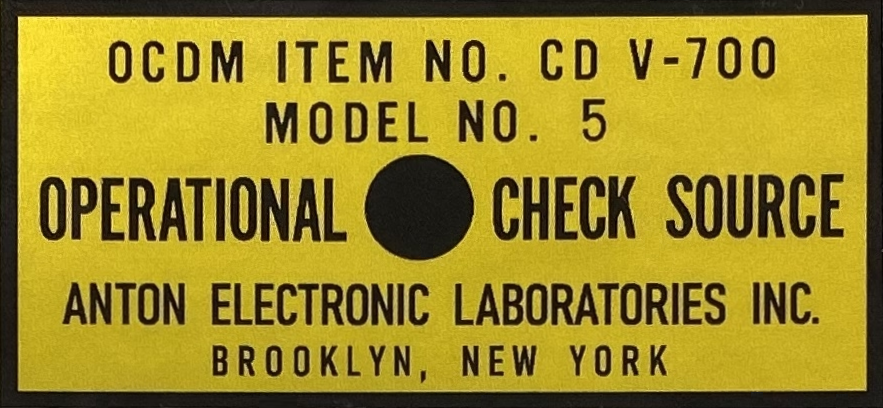 OCDM ITEM NO. CD V-700
MODEL NO. 5
OPERATIONAL CHECK SOURCE
ANTON ELECTRONIC LABORATORIES INC.
BROOKLYN, NEW YORK